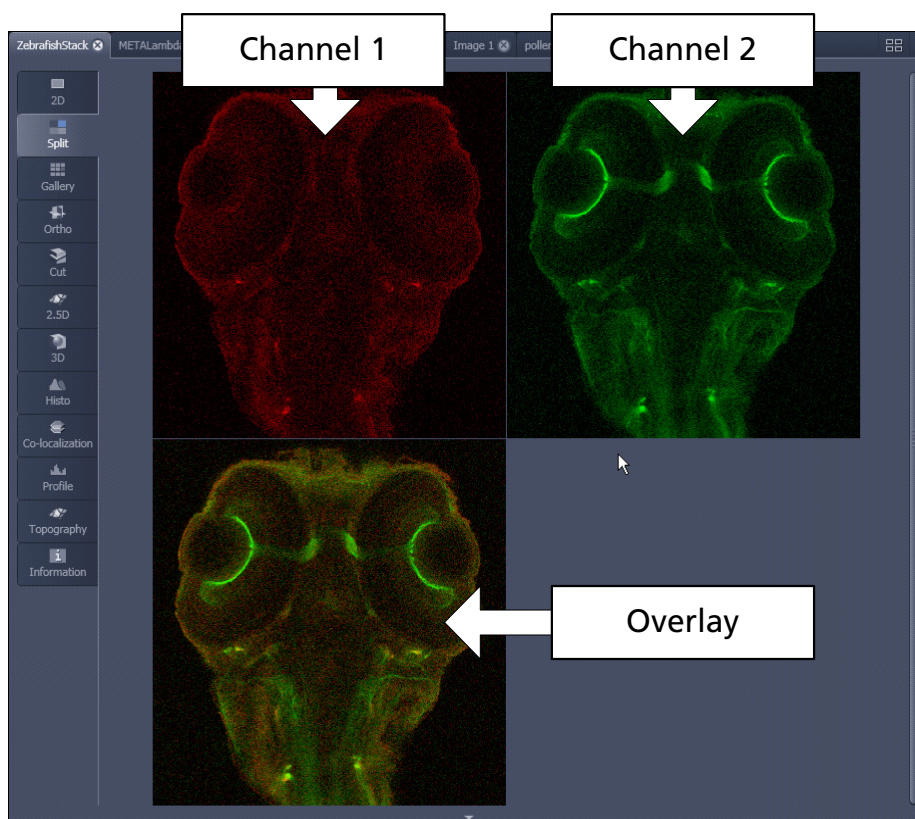 Channel 1
Channel 2
ZebrafishStack
METALambda
Image 1
pollen
2D
Split
Gallery
Ortho
Cut
2.5D
3D
Histo
Co-localization
Profile
Topography
Information
Overlay